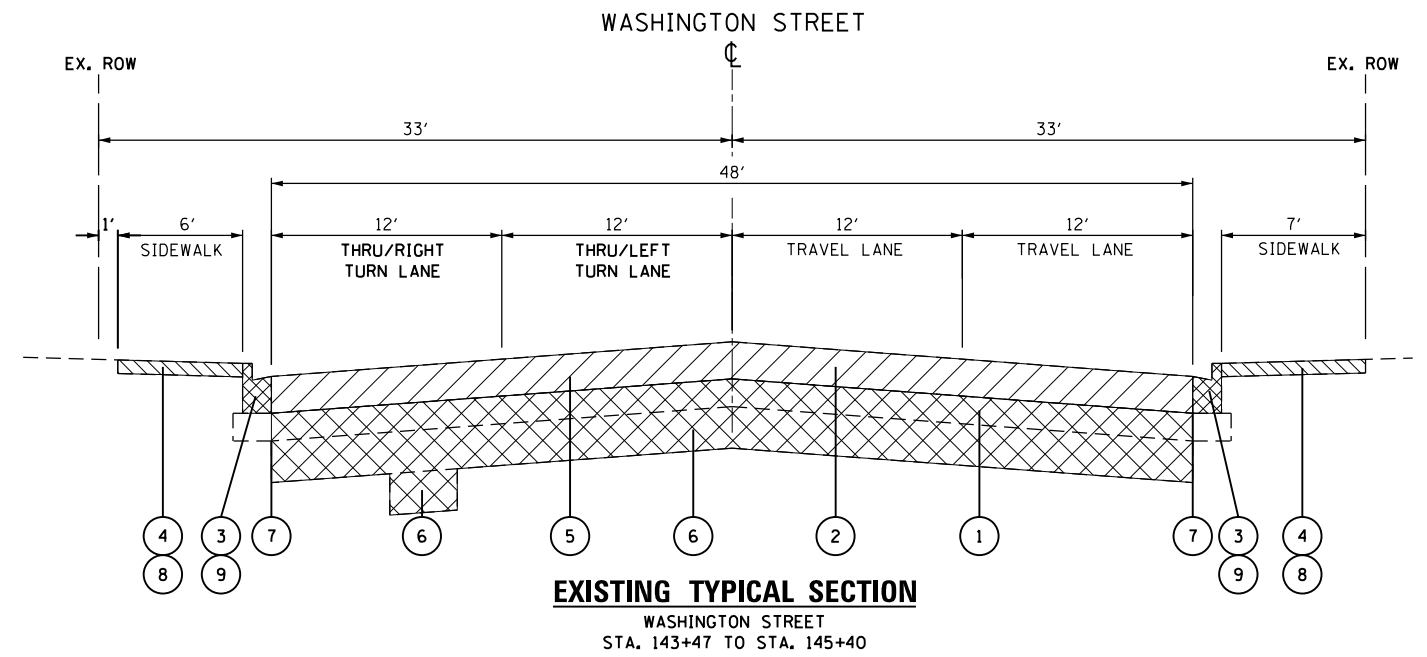 WASHINGTON STREET
℄
EX. ROW
EX. ROW
33'
33'
48'
1'
6'
12'
12'
12'
12'
7'
SIDEWALK
THRU/RIGHT
TURN LANE
THRU/LEFT
TURN LANE
TRAVEL LANE
TRAVEL LANE
SIDEWALK
4
3
7
6
5
6
2
1
7
3
4
8
9
9
8
EXISTING TYPICAL SECTION
WASHINGTON STREET
STA. 143+47 TO STA. 145+40